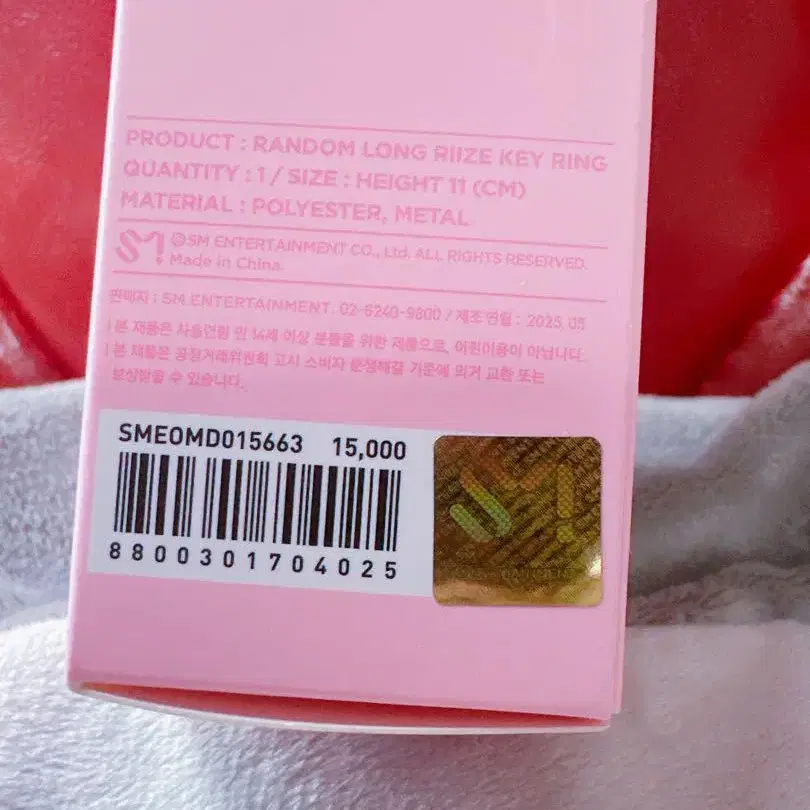 PRODUCT : RANDOM LONG RIIZE KEY RING
QUANTITY : 1 / SIZE : HEIGHT 11 (CM)
MATERIAL : POLYESTER, METAL
SM
ⓟⓒ SM ENTERTAINMENT CO., Ltd. ALL RIGHTS RESERVED.
Made in China.
판매자 : SM ENTERTAINMENT. 02-6240-9800 / 제조연월 : 2025.05
| 본 제품은 사용연령 만 14세 이상 분들을 위한 제품으로, 어린이용이 아닙니다.
| 본 제품은 공정거래위원회 고시 소비자 분쟁해결 기준에 의거 교환 또는
보상받을 수 있습니다.
SMEOMD015663 15,000
8800301704025
SM